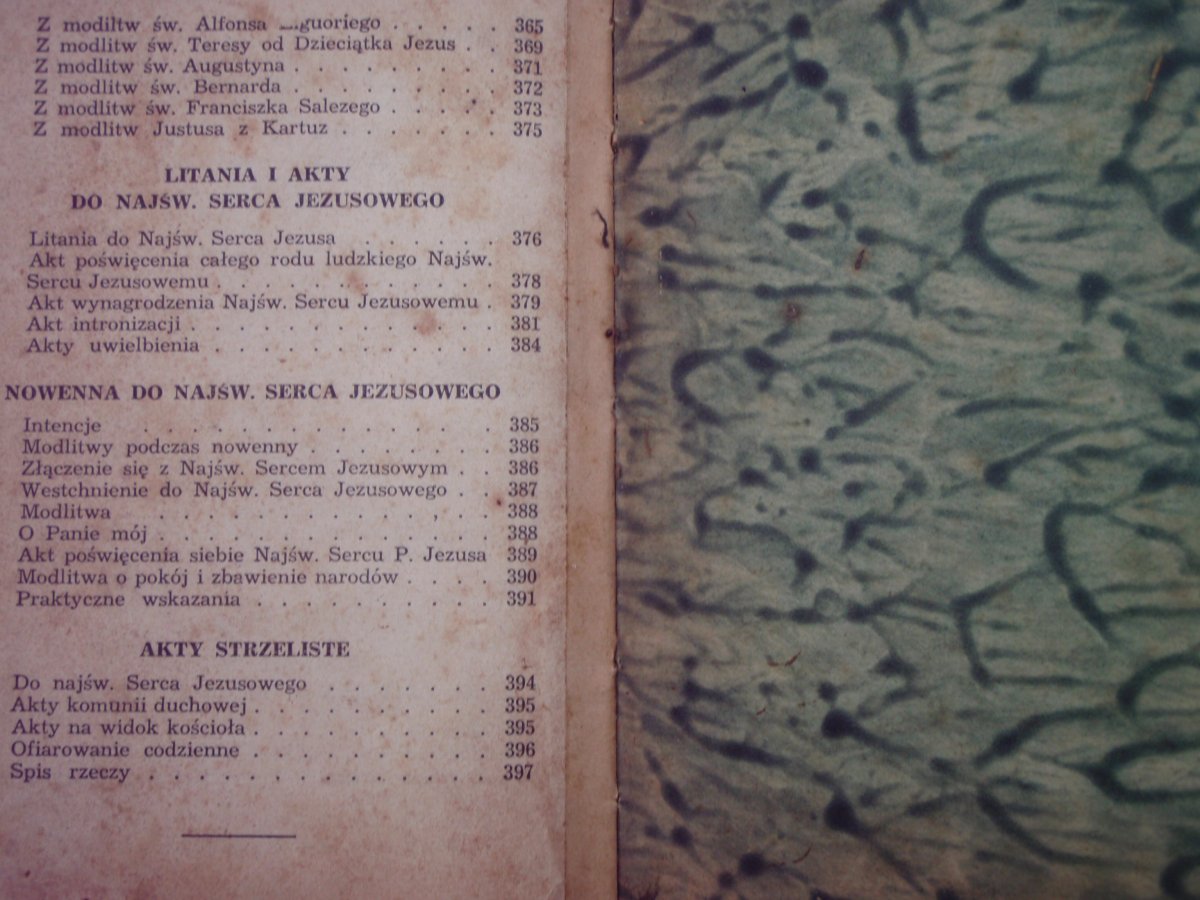 Z modiltw św. Alfonsa . . . . . 365
Z modlitw św. Teresy od Dzieciątka Jezus . . 369
Z modlitw św. Augustyna . . . . . . . . . 371
Z modlitw św. Bernarda . . . . . . . . . 372
Z modlitw św. Franciszka Salezego . . . . . 373
Z modlitw Justusa z Kartuz . . . . . . . 375
LITANIA I AKTY
DO NAJŚW. SERCA JEZUSOWEGO
Litania do Najśw. Serca Jezusa . . . . . . 376
Akt poświęcenia całego rodu ludzkiego Najśw.
Sercu Jezusowemu . . . . . . . . . . . . 378
Akt wynagrodzenia Najśw. Sercu Jezusowemu . 379
Akt intronizacji . . . . . . . . . . . . . 381
Akty uwielbienia . . . . . . . . . . . . 384
NOWENNA DO NAJŚW. SERCA JEZUSOWEGO
Intencje . . . . . . . . . . . . . . . 385
Modlitwy podczas nowenny . . . . . . . . 386
Złączenie się z Najśw. Sercem Jezusowym . . 386
Westchnienie do Najśw. Serca Jezusowego . . 387
Modlitwa . . . . . . . . . . . . . . 388
O Panie mój . . . . . . . . . . . . . . 388
Akt poświęcenia siebie Najśw. Sercu P. Jezusa 389
Modlitwa o pokój i zbawienie narodów . . . . 390
Praktyczne wskazania . . . . . . . . . . 391
AKTY STRZELISTE
Do najśw. Serca Jezusowego . . . . . . . 394
Akty komunii duchowej . . . . . . . . . . 395
Akty na widok kościoła . . . . . . . . . . 395
Ofiarowanie codzienne . . . . . . . . . . 396
Spis rzeczy . . . . . . . . . . . . . . 397